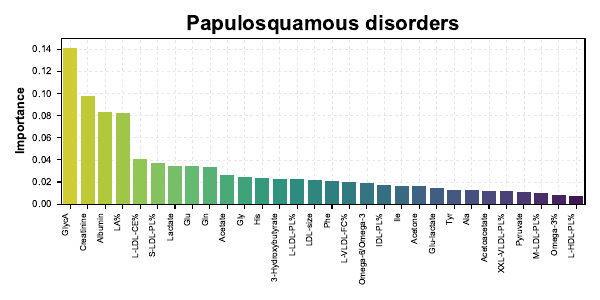 Papulosquamous disorders
Importance
0.14
0.12
0.10
0.08
0.06
0.04
0.02
0.00
GlycA
Creatinine
Albumin
LA%
L-LDL-CE%
S-LDL-PL%
Lactate
Glu
Gln
Acetate
Gly
His
3-Hydroxybutyrate
L-LDL-PL%
LDL-size
Phe
L-VLDL-FC%
Omega-6/Omega-3
IDL-PL%
Ile
Acetone
Glu-lactate
Tyr
Ala
Acetoacetate
XXL-VLDL-PL%
Pyruvate
M-LDL-PL%
Omega-3%
L-HDL-PL%